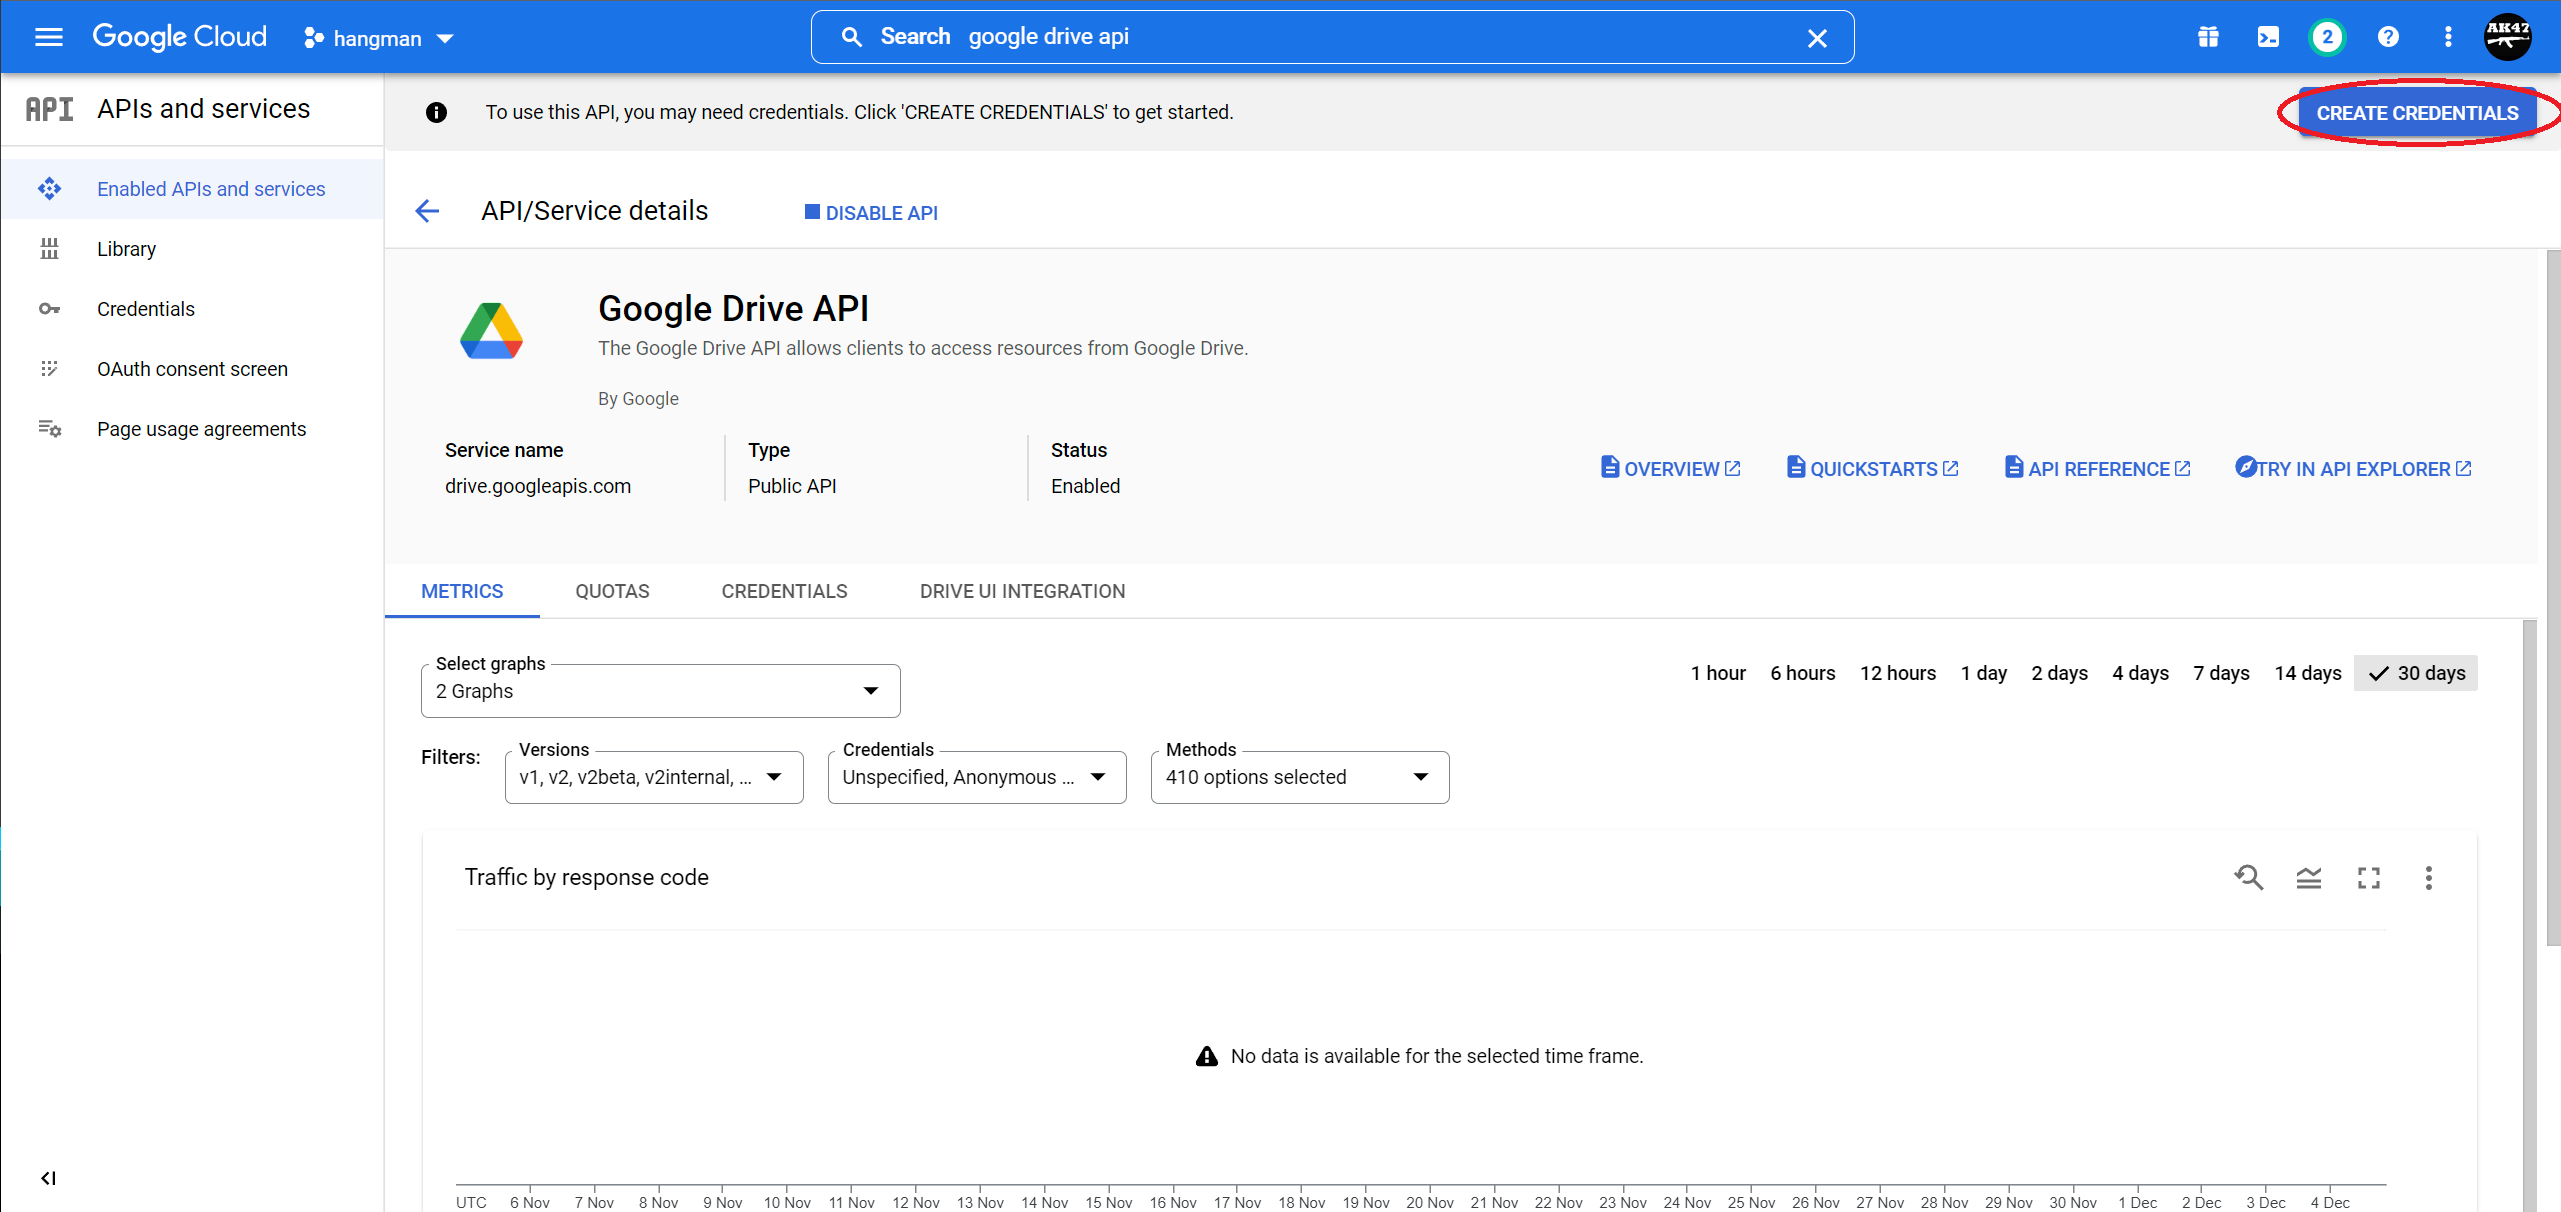 Google Cloud hangman Search google drive api 2 ? AK47
API APIs and services
To use this API, you may need credentials. Click 'CREATE CREDENTIALS' to get started. CREATE CREDENTIALS
Enabled APIs and services
Library
Credentials
OAuth consent screen
Page usage agreements
API/Service details DISABLE API
Google Drive API
The Google Drive API allows clients to access resources from Google Drive.
By Google
Service name Type Status
drive.googleapis.com Public API Enabled
OVERVIEW QUICKSTARTS API REFERENCE TRY IN API EXPLORER
METRICS QUOTAS CREDENTIALS DRIVE UI INTEGRATION
Select graphs
2 Graphs
1 hour 6 hours 12 hours 1 day 2 days 4 days 7 days 14 days 30 days
Filters:
Versions
v1, v2, v2beta, v2internal, ...
Credentials
Unspecified, Anonymous ...
Methods
410 options selected
Traffic by response code
No data is available for the selected time frame.
UTC 6 Nov 7 Nov 8 Nov 9 Nov 10 Nov 11 Nov 12 Nov 13 Nov 14 Nov 15 Nov 16 Nov 17 Nov 18 Nov 19 Nov 20 Nov 21 Nov 22 Nov 23 Nov 24 Nov 25 Nov 26 Nov 27 Nov 28 Nov 29 Nov 30 Nov 1 Dec 2 Dec 3 Dec 4 Dec